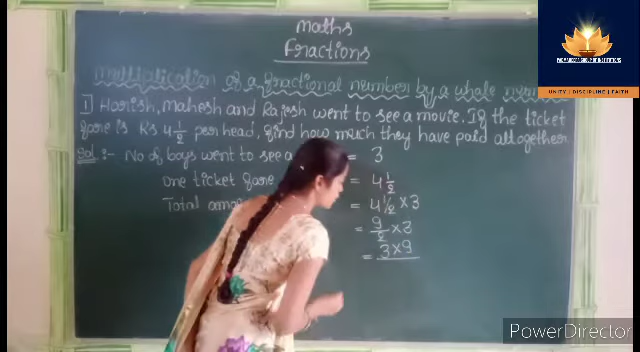 Maths
Fractions
Multiplication of a fractional number by a whole
1] Harish, Mahesh and Rajesh went to see a movie. If the ticket
fare is Rs 4 1/2 per head, find how much they have paid altogether
Sol :- No of boys went to see a = 3
One ticket fare = 4 1/2
Total = 4 1/2 × 3
= 9/2 × 3
= 3×9
UNITY | DISCIPLINE | FAITH
PowerDirector